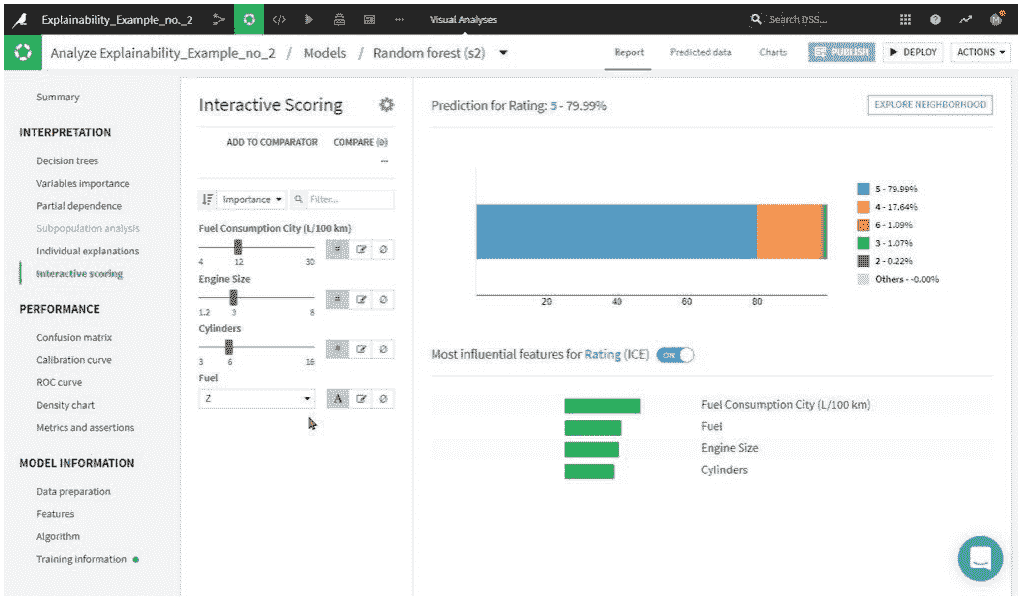 Explainability_Example_no._2
Visual Analyses
Search DSS...
Analyze Explainability_Example_no_2 / Models / Random forest (s2)
Report
Predicted data
Charts
PUBLISH
DEPLOY
ACTIONS
Summary
INTERPRETATION
Decision trees
Variables importance
Partial dependence
Subpopulation analysis
Individual explanations
Interactive scoring
PERFORMANCE
Confusion matrix
Calibration curve
ROC curve
Density chart
Metrics and assertions
MODEL INFORMATION
Data preparation
Features
Algorithm
Training information
Interactive Scoring
ADD TO COMPARATOR
COMPARE (0)
...
Importance
Filter...
Fuel Consumption City (L/100 km)
4 12 30
Engine Size
1.2 3 8
Cylinders
3 6 16
Fuel
Z
A
Prediction for Rating: 5 - 79.99%
EXPLORE NEIGHBORHOOD
5 - 79.99%
4 - 17.64%
6 - 1.09%
3 - 1.07%
2 - 0.22%
Others - -0.00%
20 40 60 80
Most influential features for Rating (ICE) ON
Fuel Consumption City (L/100 km)
Fuel
Engine Size
Cylinders